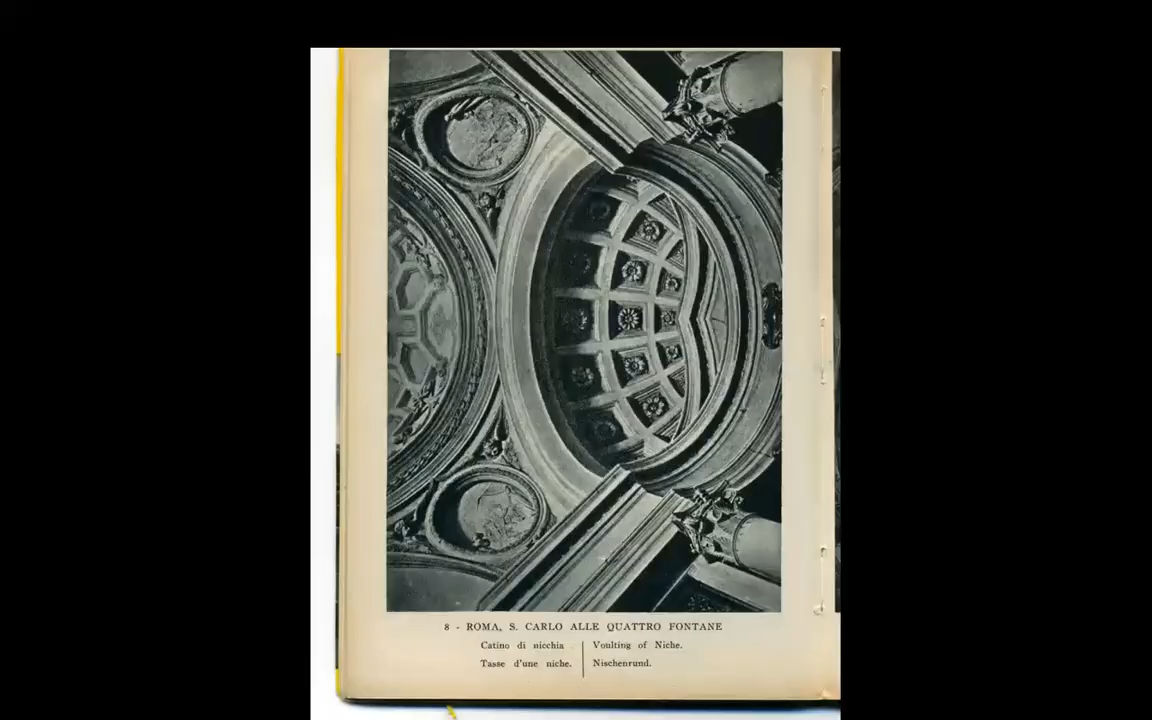 8 - ROMA, S. CARLO ALLE QUATTRO FONTANE
Catino di nicchia
Tasse d'une niche.
Voulting of Niche.
Nischenrund.